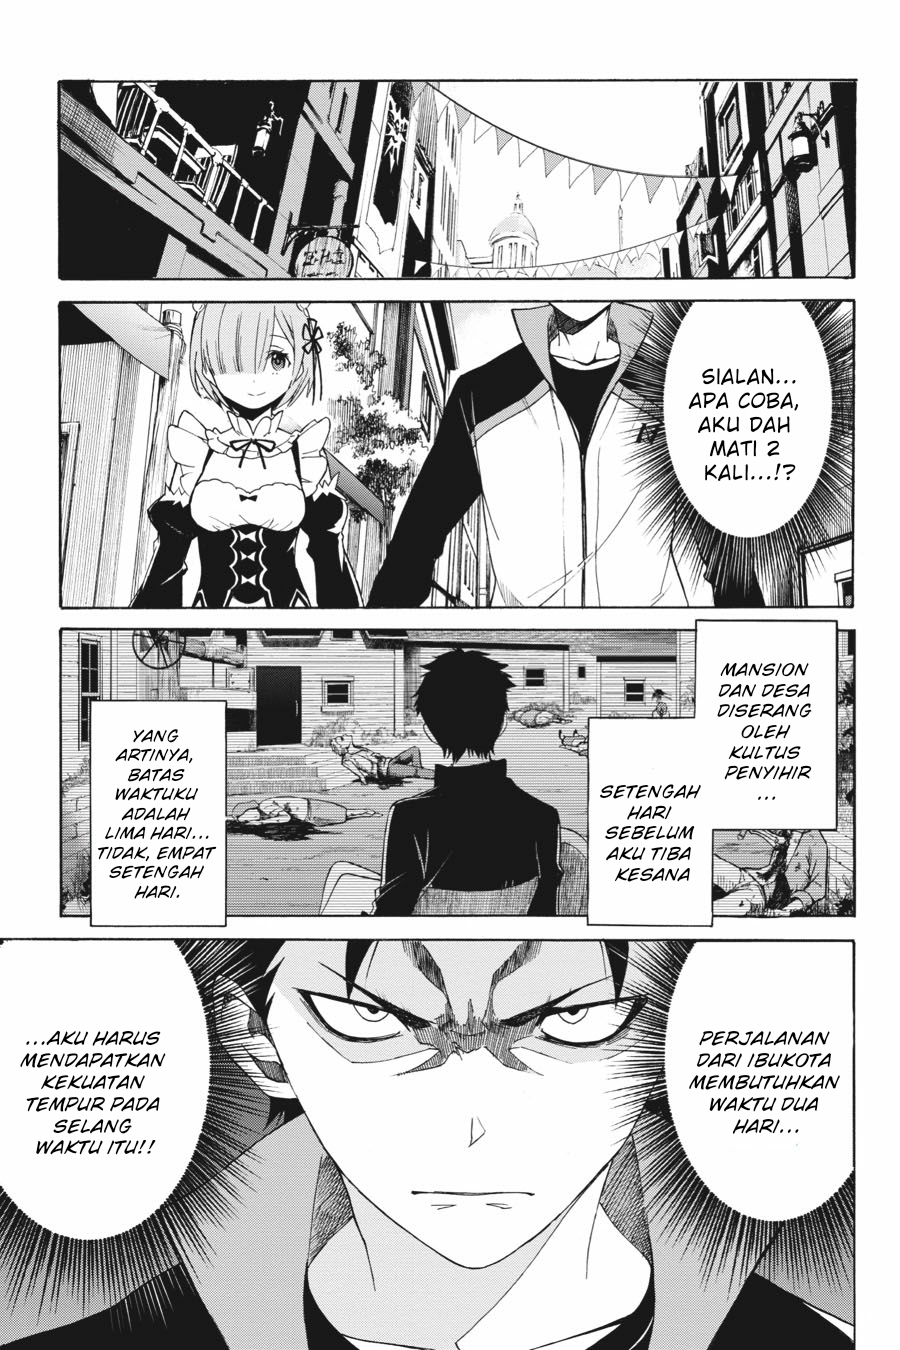 SIALAN...
APA COBA,
AKU DAH
MATI 2
KALI...!?
MANSION
DAN DESA
DISERANG
OLEH
KULTUS
PENYIHIR
...
SETENGAH
HARI
SEBELUM
AKU TIBA
KESANA
YANG
ARTINYA,
BATAS
WAKTUKU
ADALAH
LIMA HARI...
TIDAK, EMPAT
SETENGAH
HARI.
PERJALANAN
DARI IBUKOTA
MEMBUTUHKAN
WAKTU DUA
HARI...
...AKU HARUS
MENDAPATKAN
KEKUATAN
TEMPUR PADA
SELANG
WAKTU ITU!!